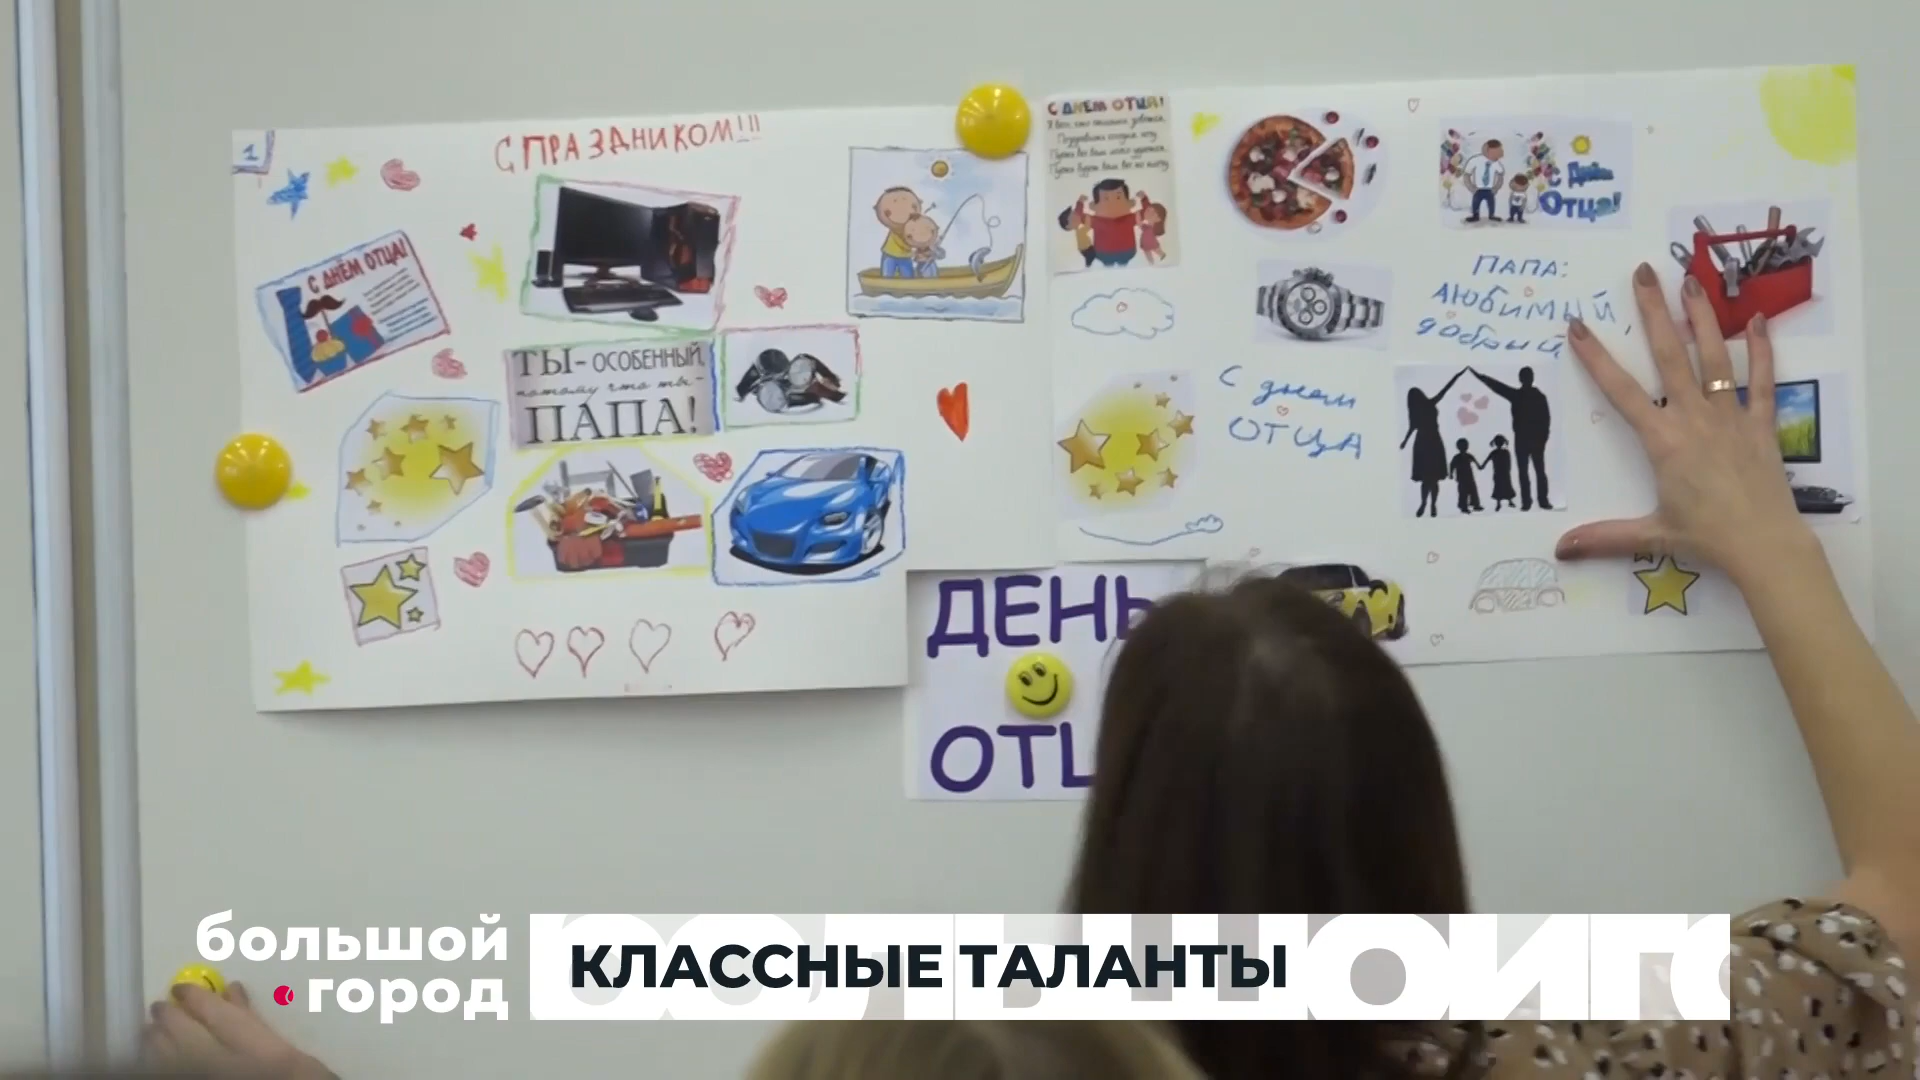 1
С ПРАЗДНИКОМ!!!
С ДНЁМ ОТЦА!
ТЫ - ОСОБЕННЫЙ,
потому что ты -
ПАПА!
С ДНЕМ ОТЦА!
С Днём
Отца!
ПАПА:
ЛЮБИМЫЙ,
добрый
С днем
ОТЦА
ДЕНЬ
ОТЦ
большой
город
КЛАССНЫЕ ТАЛАНТЫ